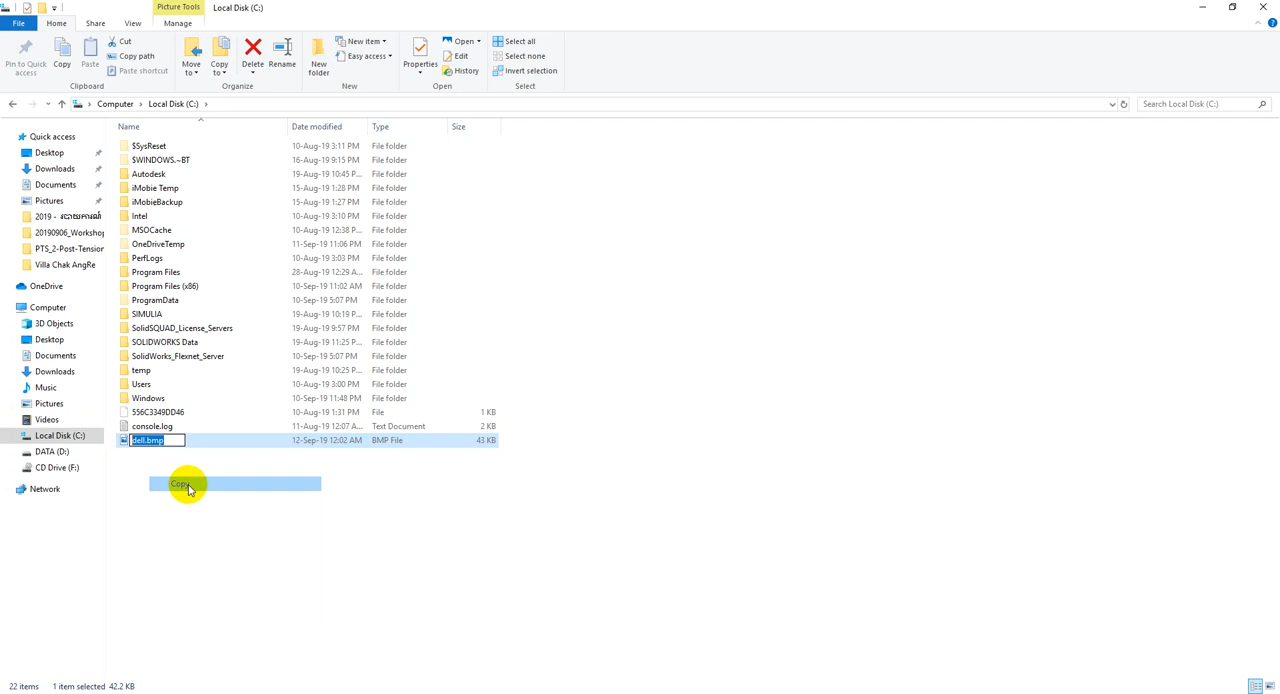 Picture Tools
Local Disk (C:)
File
Home
Share
View
Manage
Pin to Quick access
Copy
Paste
Cut
Copy path
Paste shortcut
Clipboard
Move to
Copy to
Delete
Rename
Organize
New folder
New item
Easy access
New
Properties
Open
Edit
History
Open
Select all
Select none
Invert selection
Select
Computer
Local Disk (C:)
Search Local Disk (C:)
Name
Date modified
Type
Size
Quick access
Desktop
Downloads
Documents
Pictures
2019 -
20190906_Workshop
PTS_2-Post-Tension
Villa Chak AngRe
OneDrive
Computer
3D Objects
Desktop
Documents
Downloads
Music
Pictures
Videos
Local Disk (C:)
DATA (D:)
CD Drive (F:)
Network
$SysReset 10-Aug-19 3:11 PM File folder
$WINDOWS.~BT 16-Aug-19 9:15 PM File folder
Autodesk 19-Aug-19 10:45 P... File folder
iMobie Temp 15-Aug-19 1:28 PM File folder
iMobieBackup 15-Aug-19 1:27 PM File folder
Intel 10-Aug-19 3:10 PM File folder
MSOCache 10-Aug-19 12:38 P... File folder
OneDriveTemp 11-Sep-19 11:06 PM File folder
PerfLogs 10-Aug-19 3:03 PM File folder
Program Files 28-Aug-19 12:29 A... File folder
Program Files (x86) 10-Sep-19 11:02 AM File folder
ProgramData 10-Sep-19 5:07 PM File folder
SIMULIA 19-Aug-19 10:19 P... File folder
SolidSQUAD_License_Servers 19-Aug-19 9:57 PM File folder
SOLIDWORKS Data 19-Aug-19 11:25 P... File folder
SolidWorks_Flexnet_Server 10-Sep-19 5:07 PM File folder
temp 19-Aug-19 10:25 P... File folder
Users 10-Aug-19 3:00 PM File folder
Windows 10-Sep-19 11:48 PM File folder
556C3349DD46 10-Aug-19 1:31 PM File 1 KB
console.log 11-Aug-19 12:07 A... Text Document 2 KB
dell.bmp 12-Sep-19 12:02 AM BMP File 43 KB
Copy
22 items 1 item selected 42.2 KB